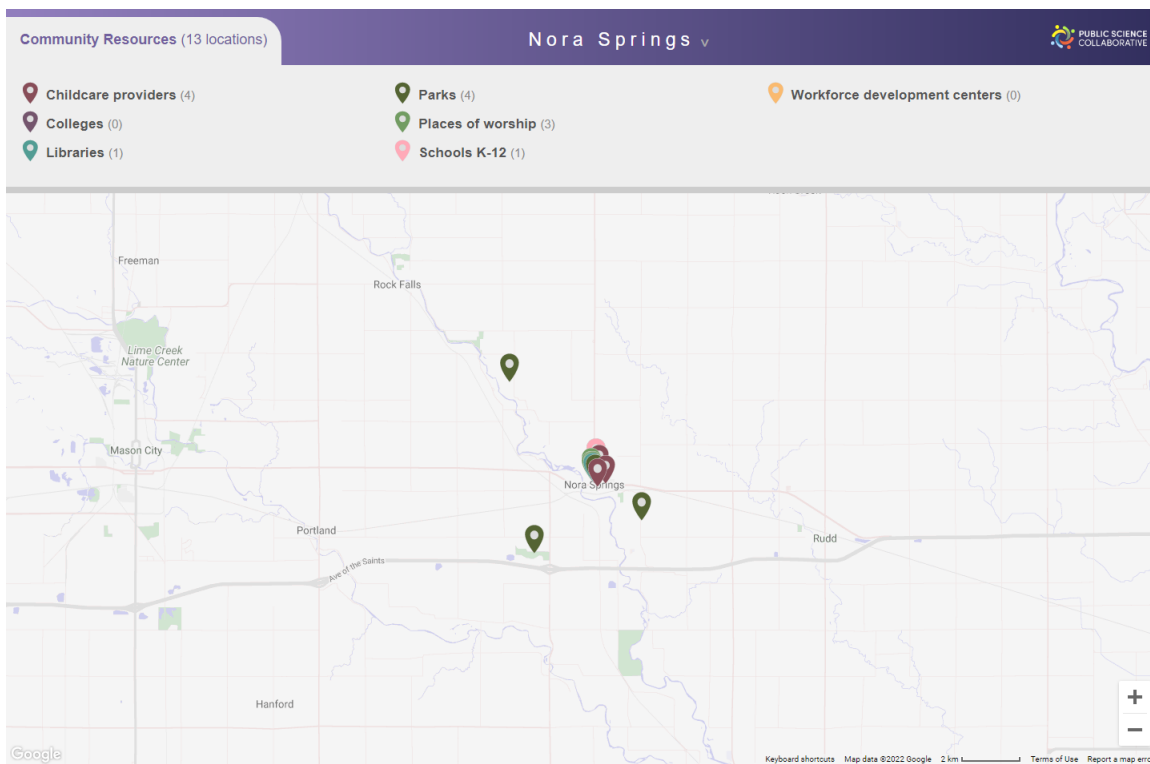 Community Resources (13 locations)
Nora Springs v
PUBLIC SCIENCE
COLLABORATIVE
Childcare providers (4)
Parks (4)
Workforce development centers (0)
Colleges (0)
Places of worship (3)
Libraries (1)
Schools K-12 (1)
Freeman
Rock Falls
Lime Creek
Nature Center
Mason City
Nora Springs
Portland
Rudd
Ave of the Saints
Hanford
+
−
Google
Keyboard shortcuts Map data ©2022 Google 2 km Terms of Use Report a map erro